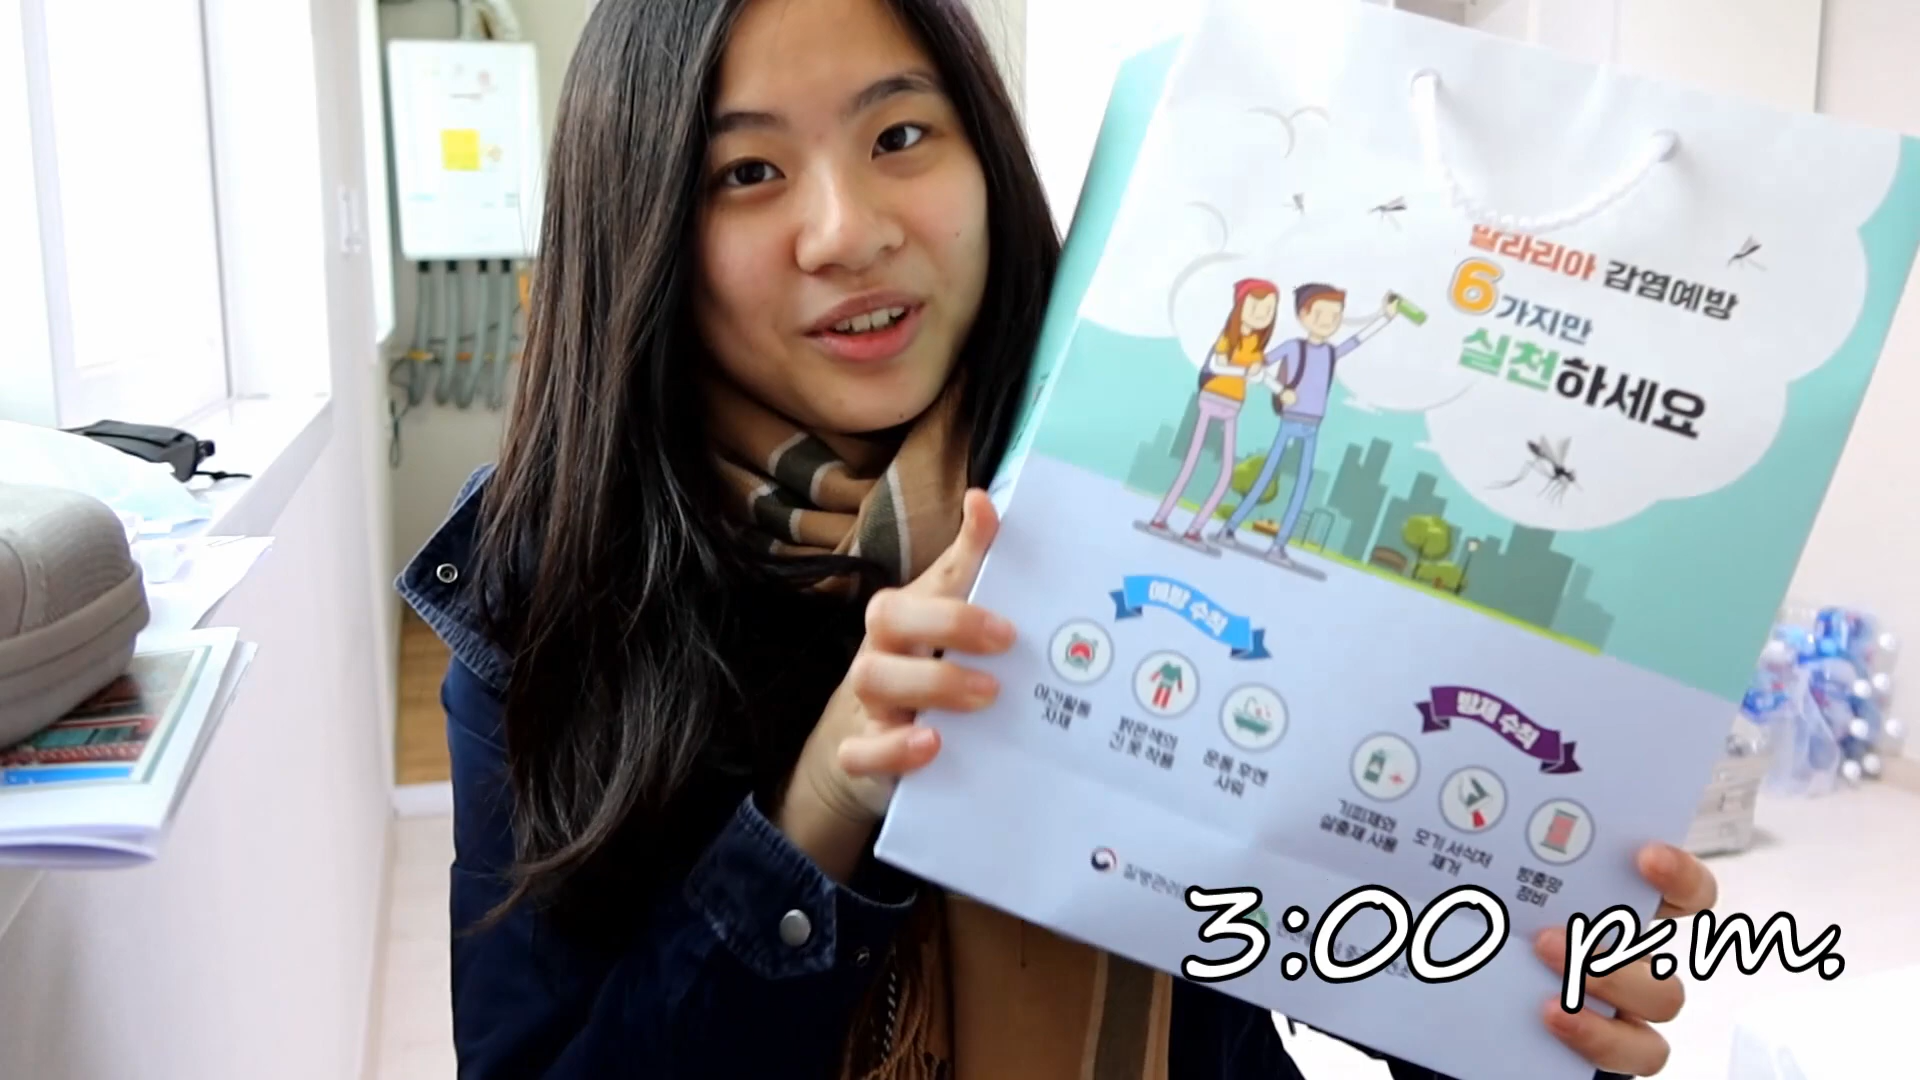 말라리아 감염예방
6가지만
실천하세요
예방 수칙
야간활동
자제
밝은색의
긴 옷 착용
운동 후엔
샤워
방제 수칙
기피제와
살충제 사용
모기 서식처
제거
방충망
정비
3:00 p.m.